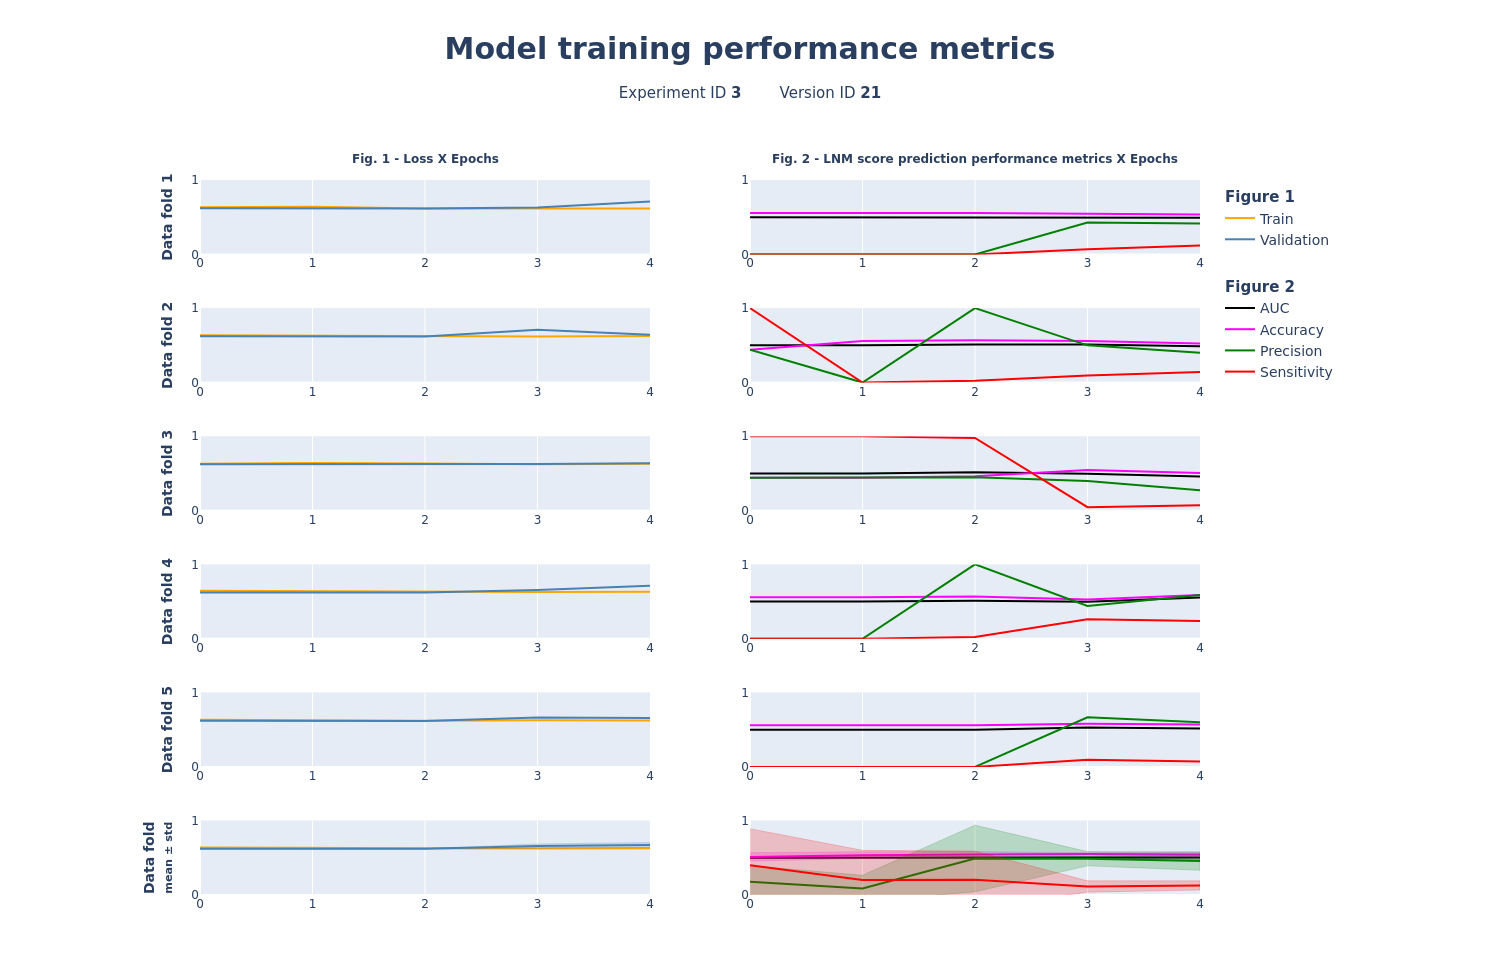 Model training performance metrics
Experiment ID 3 Version ID 21
Fig. 1 - Loss X Epochs
Fig. 2 - LNM score prediction performance metrics X Epochs
Data fold 1
1
0
0 1 2 3 4
1
0
0 1 2 3 4
Figure 1
Train
Validation
Figure 2
AUC
Accuracy
Precision
Sensitivity
Data fold 2
1
0
0 1 2 3 4
1
0
0 1 2 3 4
Data fold 3
1
0
0 1 2 3 4
1
0
0 1 2 3 4
Data fold 4
1
0
0 1 2 3 4
1
0
0 1 2 3 4
Data fold 5
1
0
0 1 2 3 4
1
0
0 1 2 3 4
Data fold
mean ± std
1
0
0 1 2 3 4
1
0
0 1 2 3 4